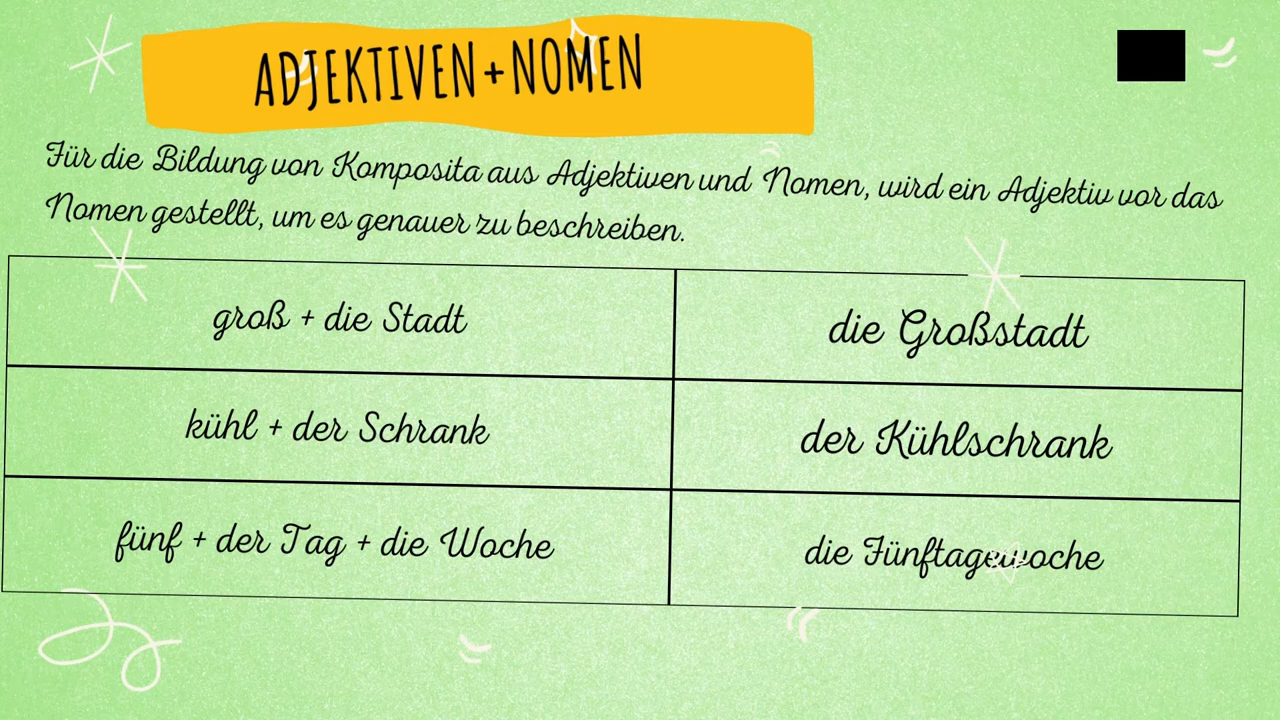 ADJEKTIVEN+NOMEN
Für die Bildung von Komposita aus Adjektiven und Nomen, wird ein Adjektiv vor das
Nomen gestellt, um es genauer zu beschreiben.
groß + die Stadt
die Großstadt
kühl + der Schrank
der Kühlschrank
fünf + der Tag + die Woche
die Fünftagewoche